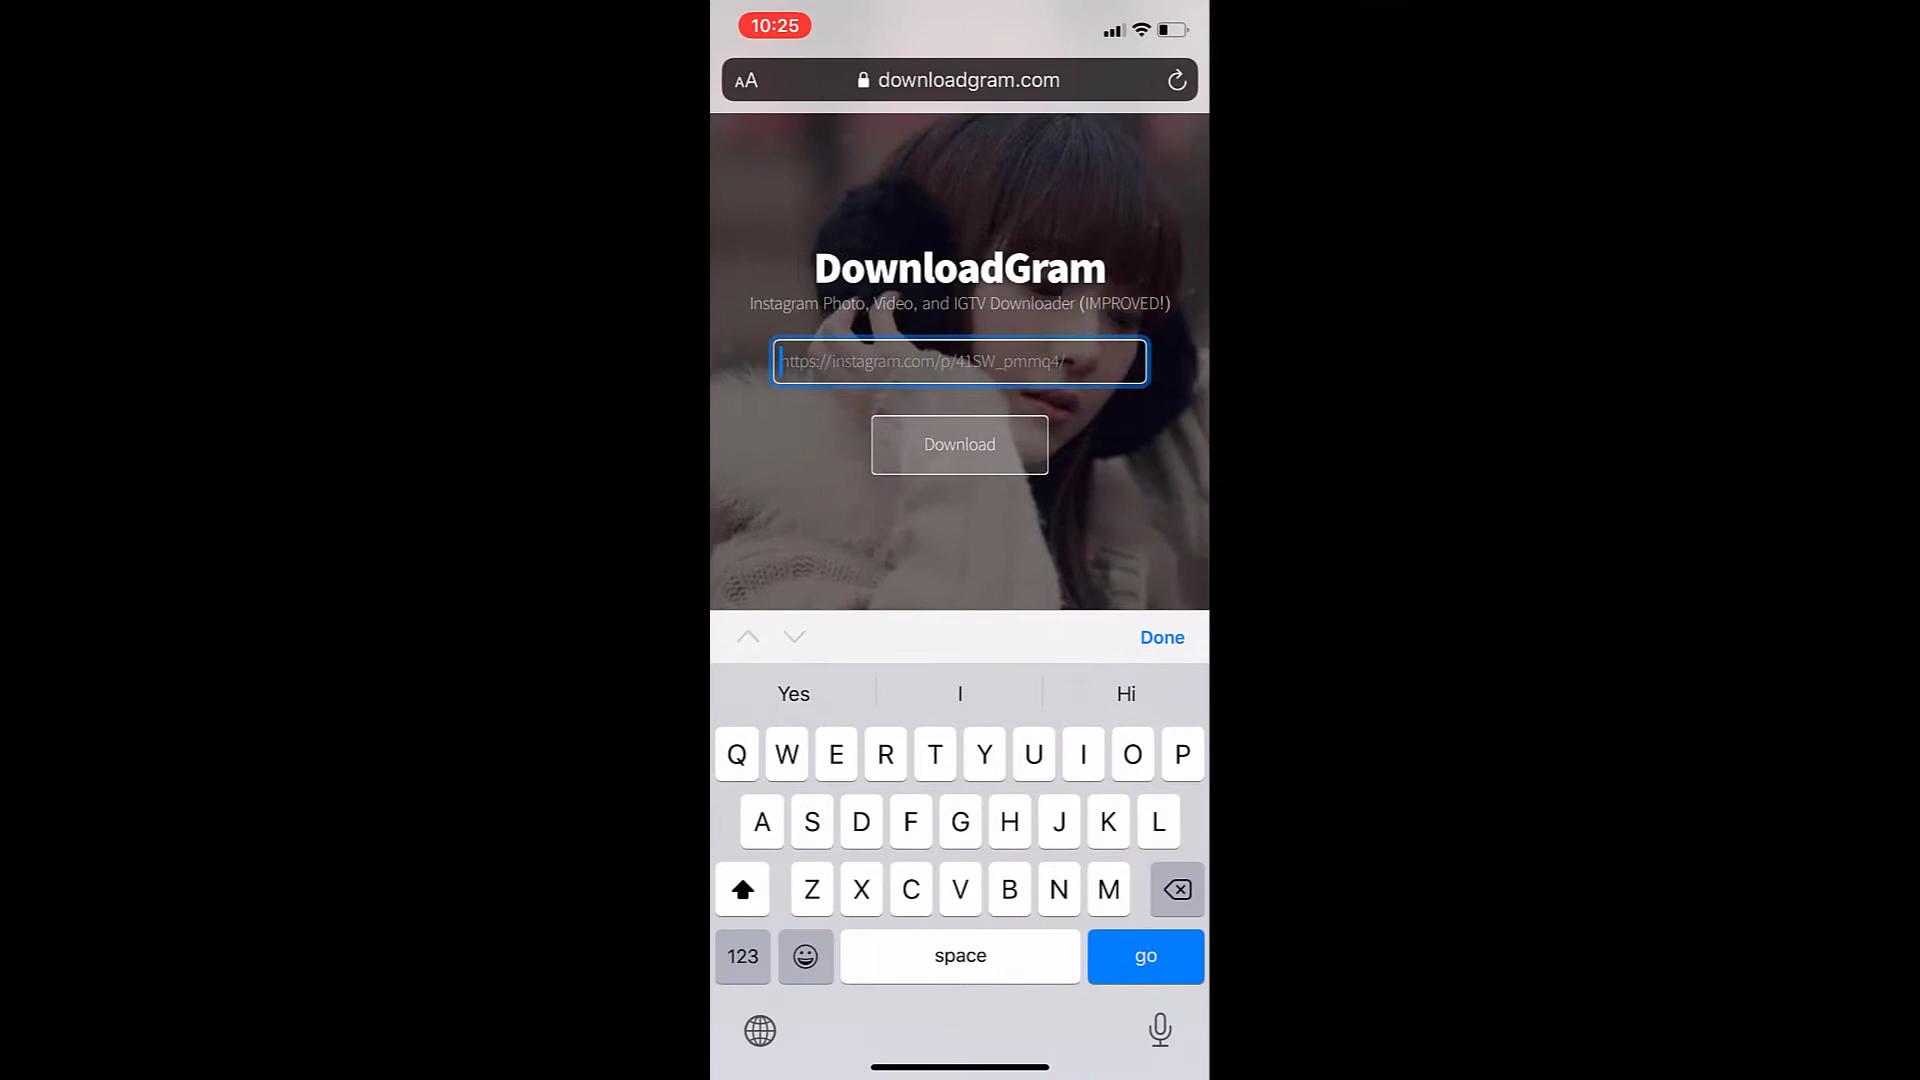 10:25
AA downloadgram.com
DownloadGram
Instagram Photo, Video, and IGTV Downloader (IMPROVED!)
https://instagram.com/p/41SW_pmmq4/
Download
Done
Yes I Hi
Q W E R T Y U I O P
A S D F G H J K L
Z X C V B N M
123 space go